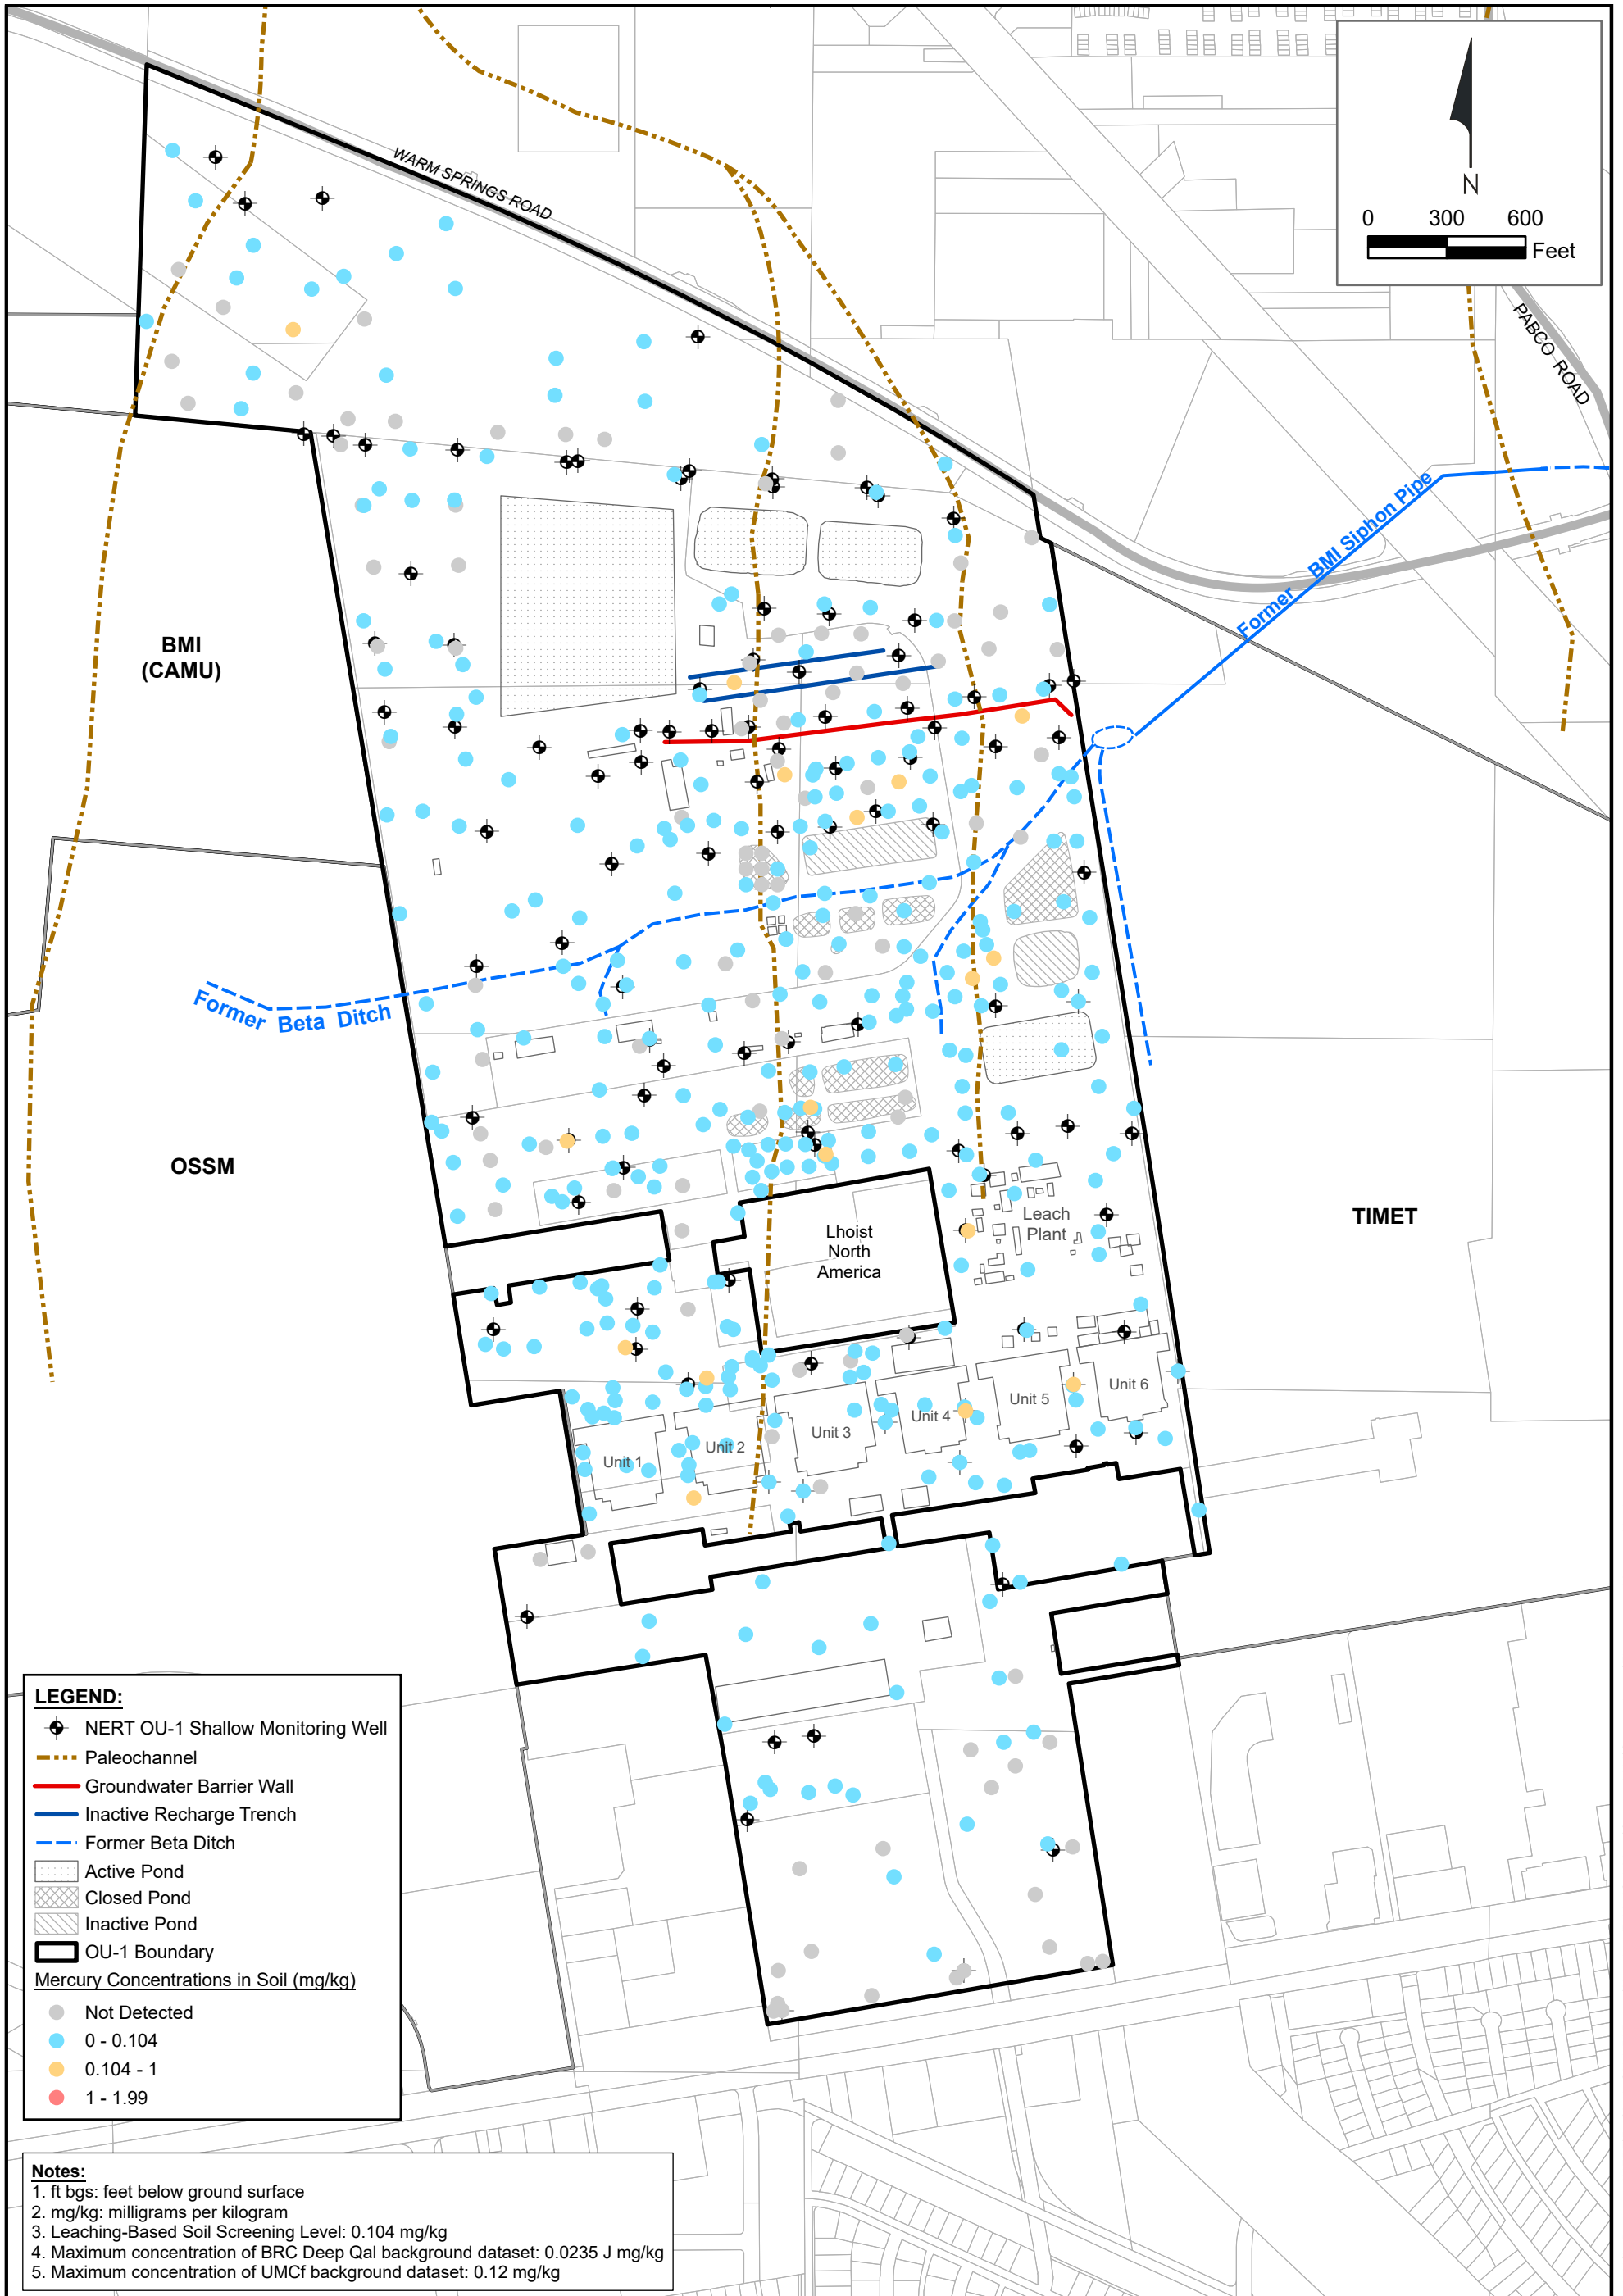 N
0 300 600
Feet
WARM SPRINGS ROAD
PABCO ROAD
Former BMI Siphon Pipe
BMI
(CAMU)
Former Beta Ditch
OSSM
TIMET
Leach
Plant
Lhoist
North
America
Unit 1
Unit 2
Unit 3
Unit 4
Unit 5
Unit 6
LEGEND:
NERT OU-1 Shallow Monitoring Well
Paleochannel
Groundwater Barrier Wall
Inactive Recharge Trench
Former Beta Ditch
Active Pond
Closed Pond
Inactive Pond
OU-1 Boundary
Mercury Concentrations in Soil (mg/kg)
Not Detected
0 - 0.104
0.104 - 1
1 - 1.99
Notes:
1. ft bgs: feet below ground surface
2. mg/kg: milligrams per kilogram
3. Leaching-Based Soil Screening Level: 0.104 mg/kg
4. Maximum concentration of BRC Deep Qal background dataset: 0.0235 J mg/kg
5. Maximum concentration of UMCf background dataset: 0.12 mg/kg